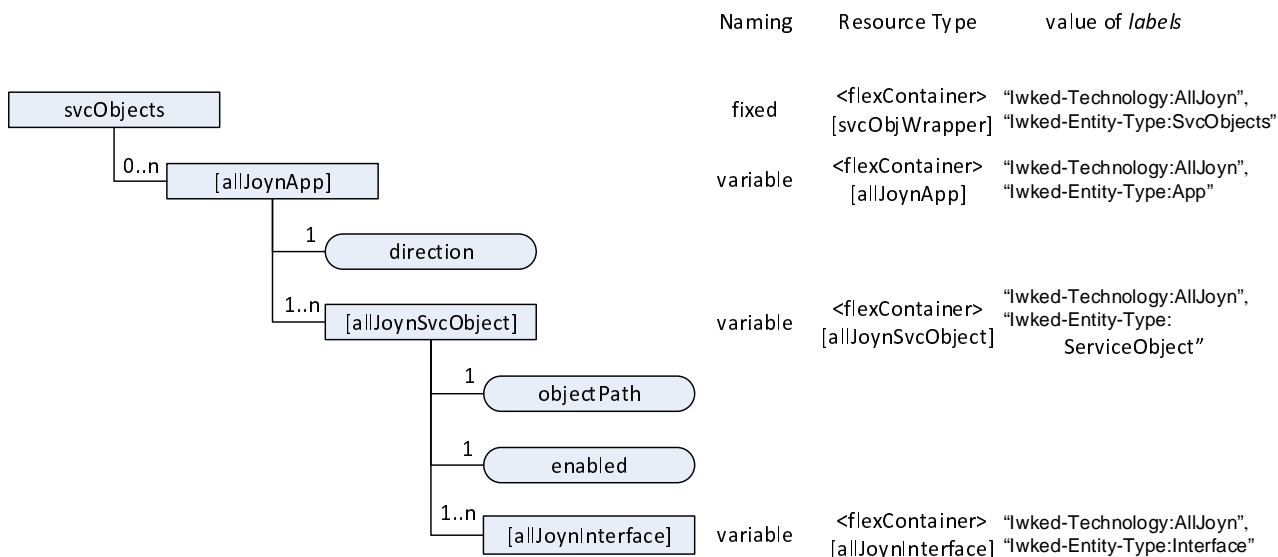 Naming Resource Type value of labels
svcObjects fixed <flexContainer> “Iwked-Technology:AllJoyn”,
[svcObjWrapper] “Iwked-Entity-Type:SvcObjects”
0..n [allJoynApp] variable <flexContainer> “Iwked-Technology:AllJoyn”,
[allJoynApp] “Iwked-Entity-Type:App”
1 direction
1..n [allJoynSvcObject] variable <flexContainer> “Iwked-Technology:AllJoyn”,
[allJoynSvcObject] “Iwked-Entity-Type:
ServiceObject”
1 objectPath
1 enabled
1..n [allJoynInterface] variable <flexContainer> “Iwked-Technology:AllJoyn”,
[allJoynInterface] “Iwked-Entity-Type:Interface”